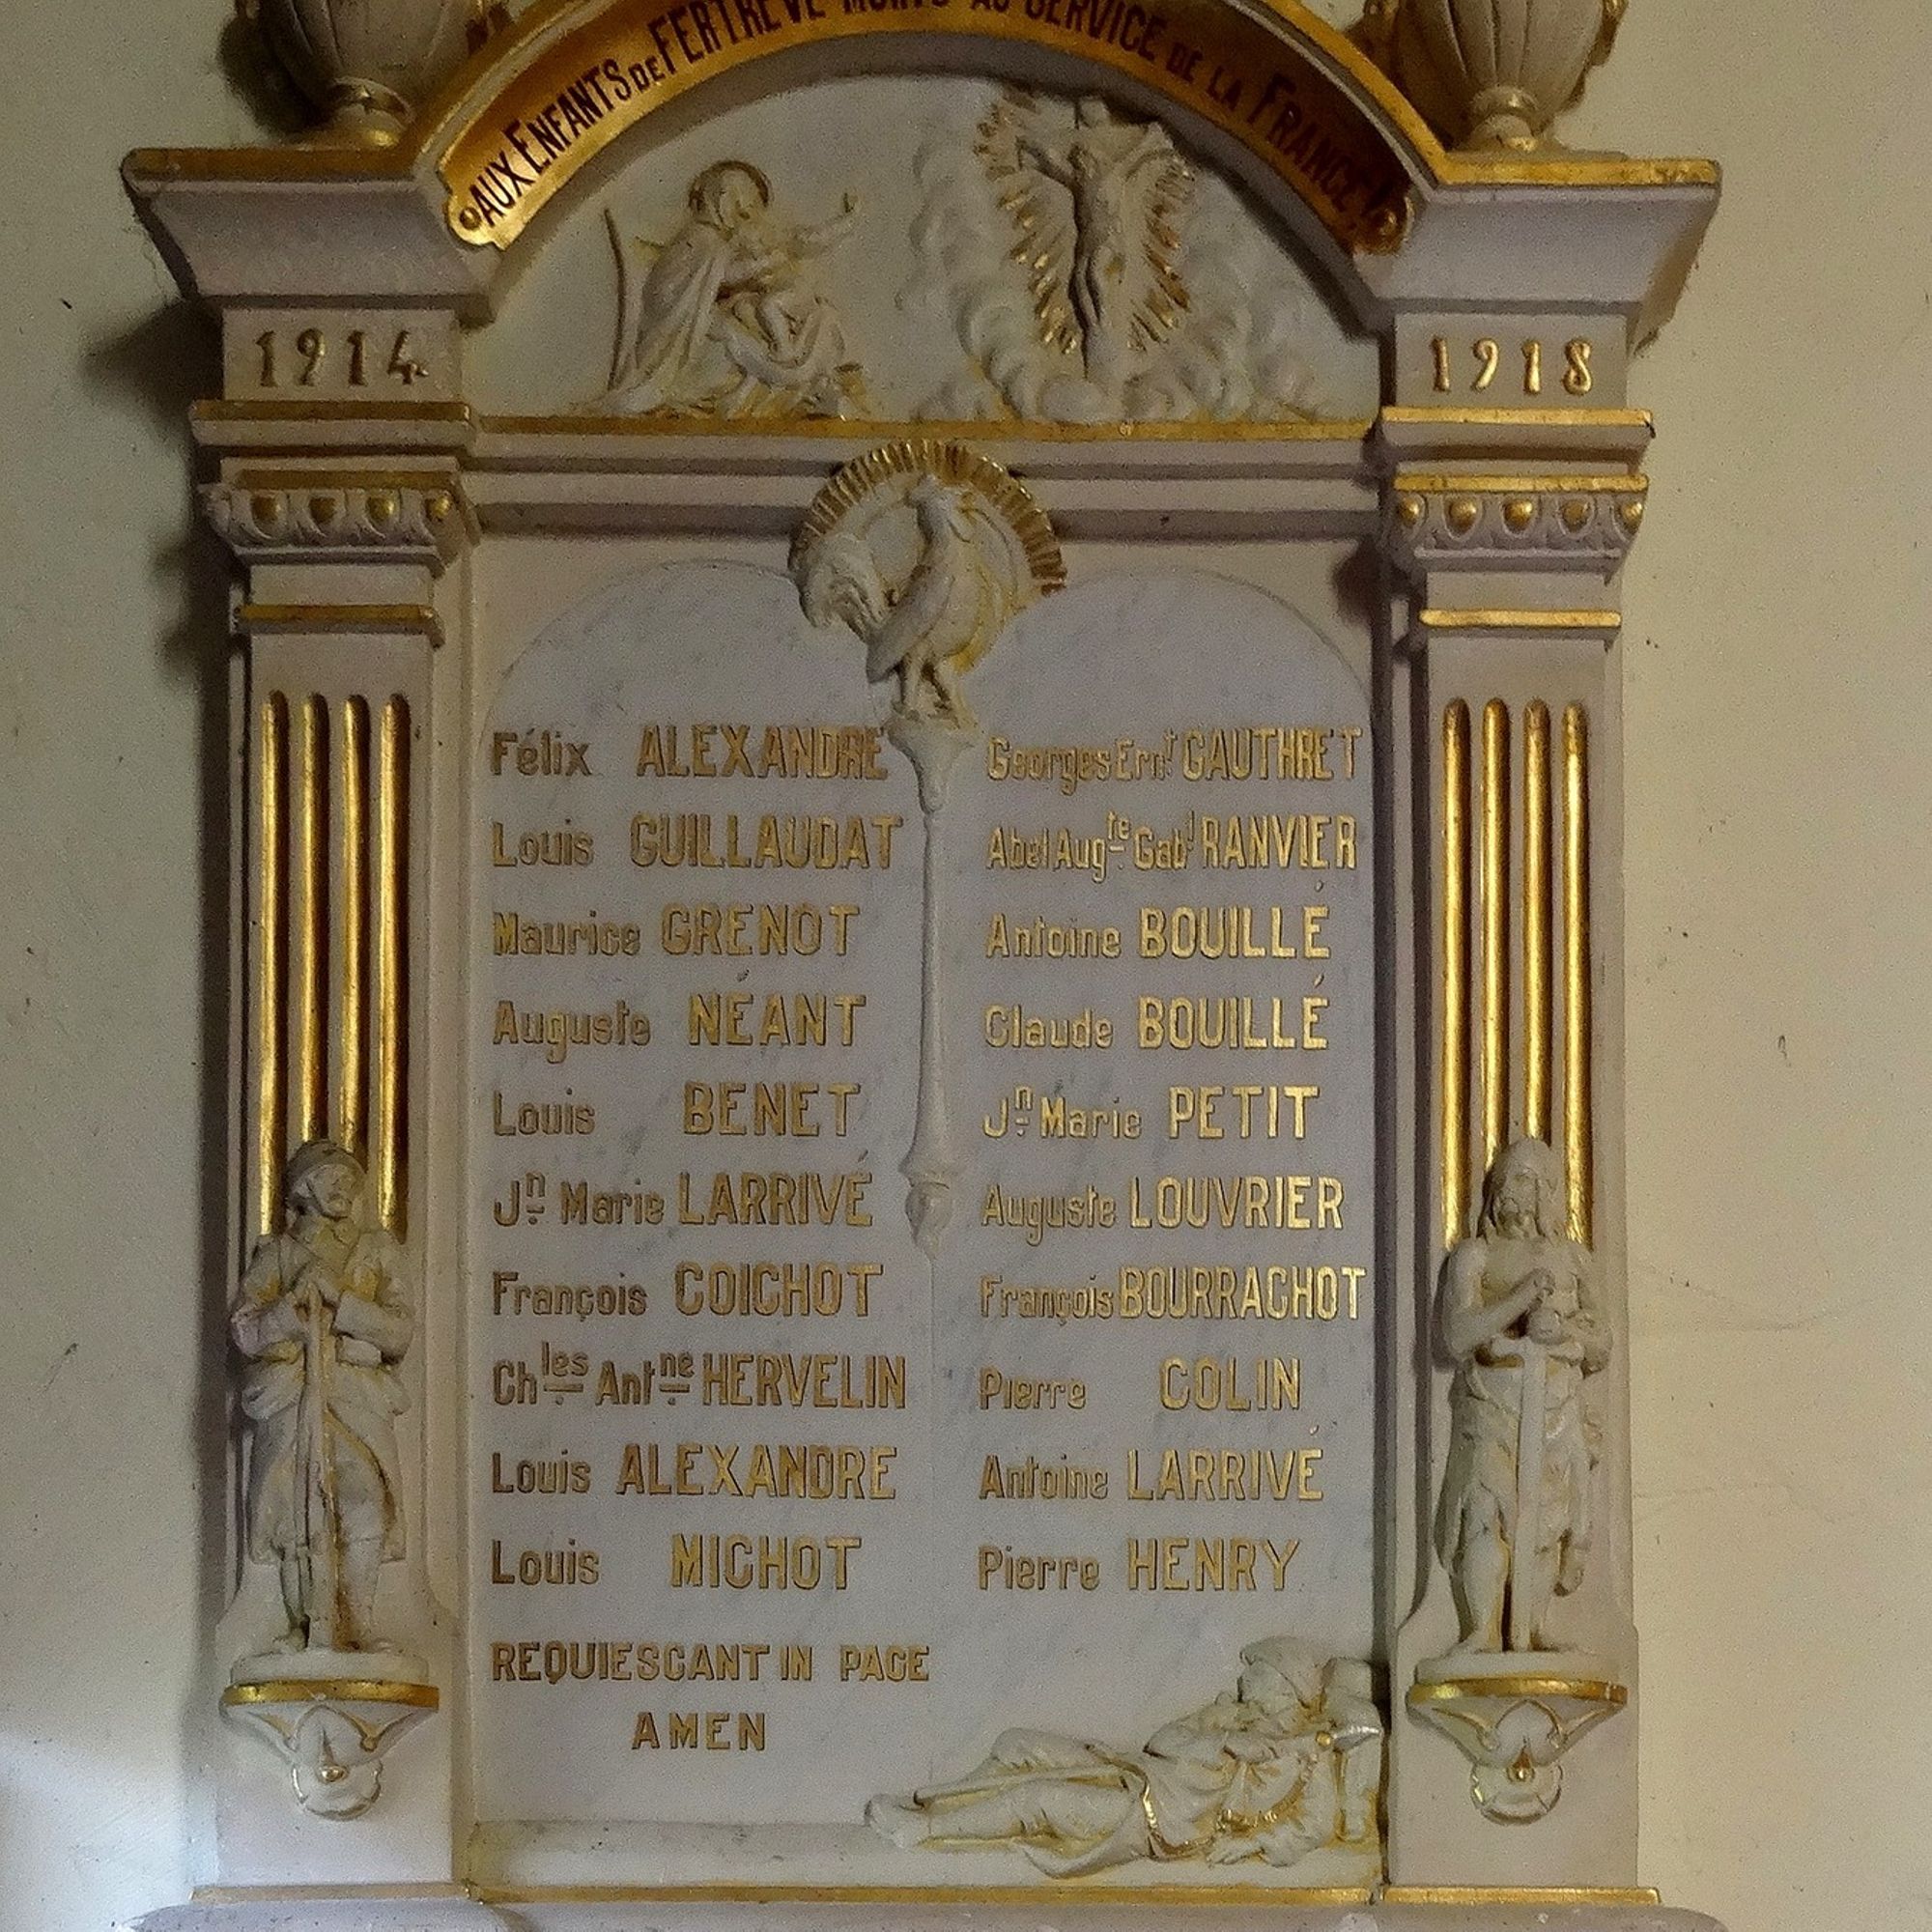 AUX ENFANTS DE FERTRÈVE MORTS AU SERVICE DE LA FRANCE!
1914
1918
Félix ALEXANDRE
Louis GUILLAUDAT
Maurice GRENOT
Auguste NÉANT
Louis BENET
Jn Marie LARRIVÉ
François COICHOT
Chles Antne HERVELIN
Louis ALEXANDRE
Louis MICHOT
REQUIESCANT IN PACE
AMEN
Georges Ernt GAUTHRET
Abel Augte Gabl RANVIER
Antoine BOUILLÉ
Claude BOUILLÉ
Jn Marie PETIT
Auguste LOUVRIER
François BOURRACHOT
Pierre COLIN
Antoine LARRIVÉ
Pierre HENRY